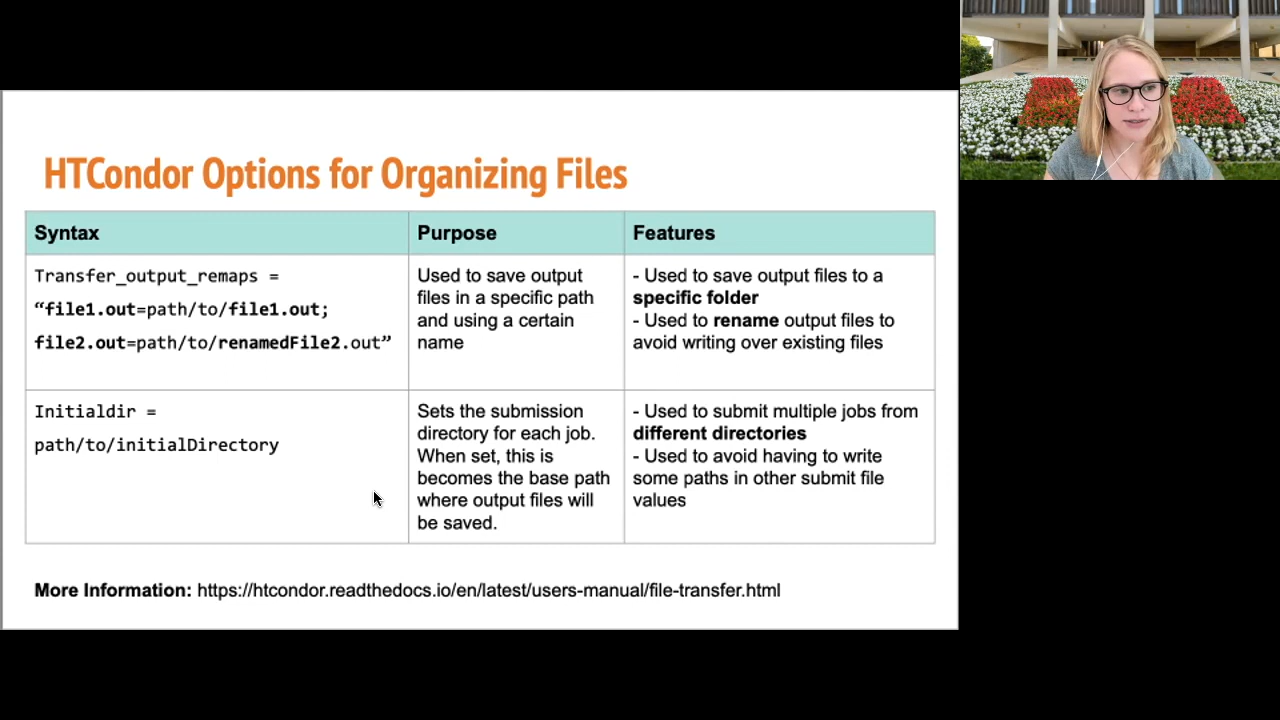 HTCondor Options for Organizing Files
Syntax
Purpose
Features
Transfer_output_remaps =
“file1.out=path/to/file1.out;
file2.out=path/to/renamedFile2.out”
Used to save output
files in a specific path
and using a certain
name
- Used to save output files to a
specific folder
- Used to rename output files to
avoid writing over existing files
Initialdir =
path/to/initialDirectory
Sets the submission
directory for each job.
When set, this is
becomes the base path
where output files will
be saved.
- Used to submit multiple jobs from
different directories
- Used to avoid having to write
some paths in other submit file
values
More Information: https://htcondor.readthedocs.io/en/latest/users-manual/file-transfer.html